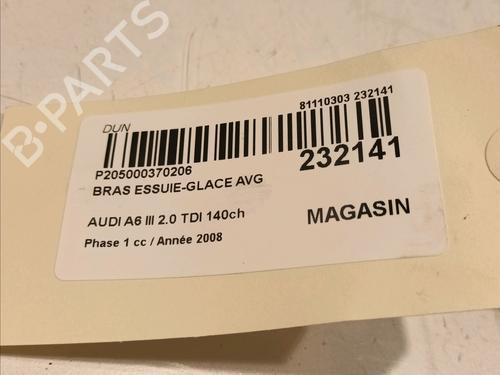 B-PARTS
DUN
81110303 232141
P205000370206
232141
BRAS ESSUIE-GLACE AVG
AUDI A6 III 2.0 TDI 140ch
MAGASIN
Phase 1 cc / Année 2008